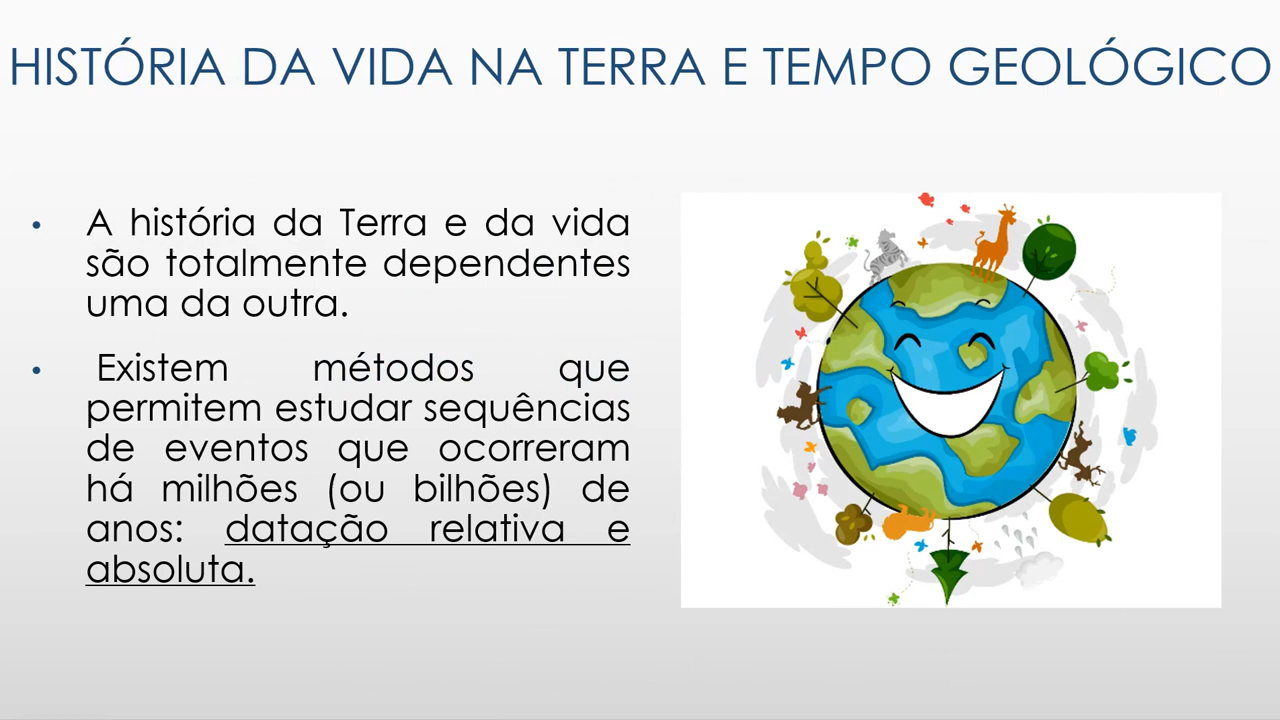 HISTÓRIA DA VIDA NA TERRA E TEMPO GEOLÓGICO
• A história da Terra e da vida
são totalmente dependentes
uma da outra.
• Existem métodos que
permitem estudar sequências
de eventos que ocorreram
há milhões (ou bilhões) de
anos: datação relativa e
absoluta.